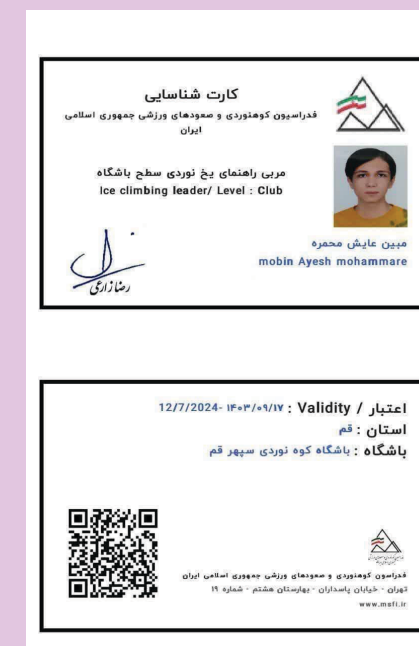 کارت شناسایی
فدراسیون کوهنوردی و صعودهای ورزشی جمهوری اسلامی
ایران
مربی راهنمای یخ نوردی سطح باشگاه
Ice climbing leader/ Level : Club
مبین عایش محمره
mobin Ayesh mohammare
رضا زارعی
اعتبار / Validity : ۱۴۰۳/۰۹/۱۷ -12/7/2024
استان : قم
باشگاه : باشگاه کوه نوردی سپهر قم
فدراسون کوهنوردی و صعودهای ورزشی جمهوری اسلامی ایران
تهران - خیابان پاسداران - بهارستان هشتم - شماره ۱۹
www.msfi.ir